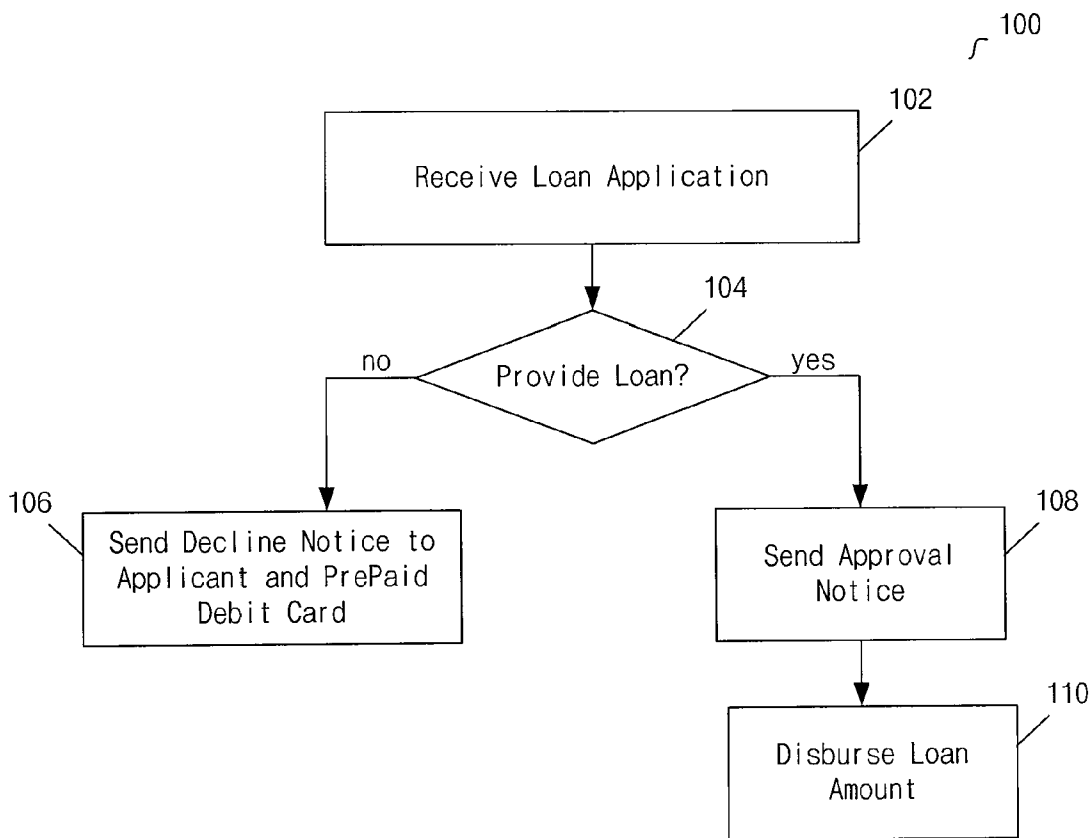 100
102
Receive Loan Application
104
no
Provide Loan?
yes
106
Send Decline Notice to
Applicant and PrePaid
Debit Card
108
Send Approval
Notice
110
Disburse Loan
Amount